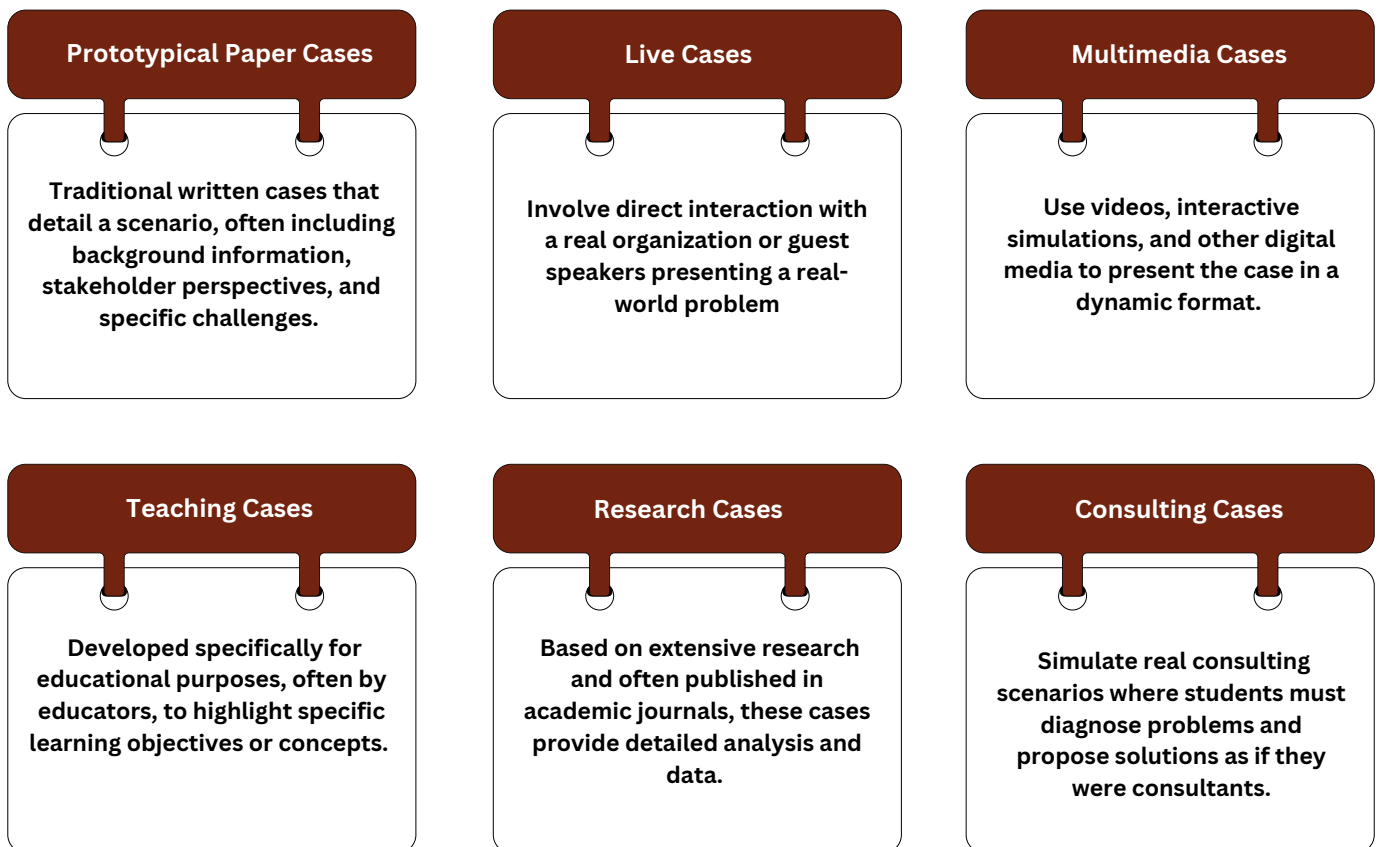 Prototypical Paper Cases
Traditional written cases that
detail a scenario, often including
background information,
stakeholder perspectives, and
specific challenges.
Live Cases
Involve direct interaction with
a real organization or guest
speakers presenting a real-
world problem
Multimedia Cases
Use videos, interactive
simulations, and other digital
media to present the case in a
dynamic format.
Teaching Cases
Developed specifically for
educational purposes, often by
educators, to highlight specific
learning objectives or concepts.
Research Cases
Based on extensive research
and often published in
academic journals, these cases
provide detailed analysis and
data.
Consulting Cases
Simulate real consulting
scenarios where students must
diagnose problems and
propose solutions as if they
were consultants.